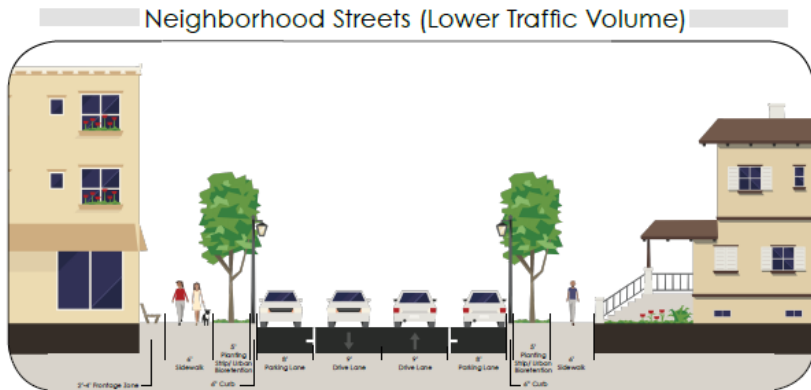 Neighborhood Streets (Lower Traffic Volume)
2'-4' Frontage Zone
6'
Sidewalk
5'
Planting
Strip/ Urban
Bioretention
6" Curb
8'
Parking Lane
9'
Drive Lane
9'
Drive Lane
8'
Parking Lane
6" Curb
5'
Planting
Strip/ Urban
Bioretention
6'
Sidewalk